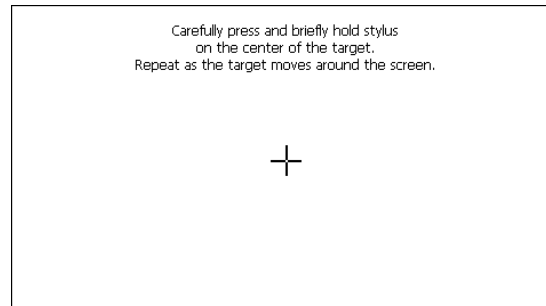 Carefully press and briefly hold stylus
on the center of the target.
Repeat as the target moves around the screen.